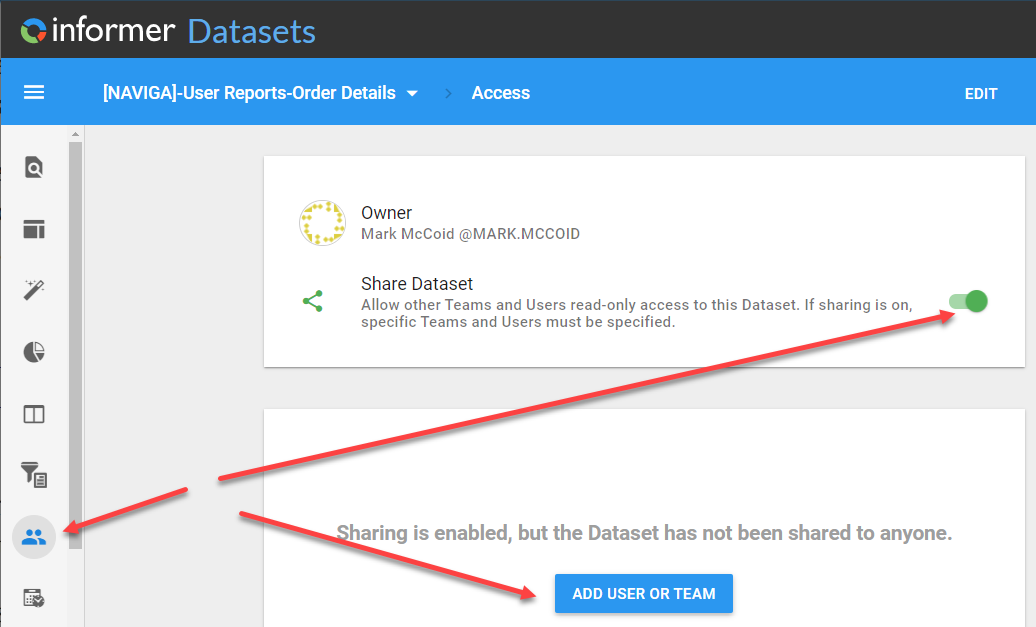 informer Datasets
[NAVIGA]-User Reports-Order Details > Access EDIT
Owner
Mark McCoid @MARK.MCCOID
Share Dataset
Allow other Teams and Users read-only access to this Dataset. If sharing is on,
specific Teams and Users must be specified.
Sharing is enabled, but the Dataset has not been shared to anyone.
ADD USER OR TEAM